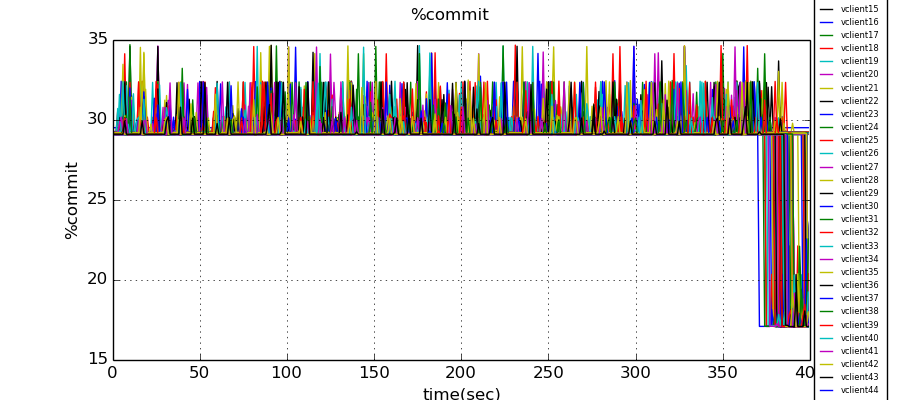 %commit
35
30
25
20
15
%commit
0 50 100 150 200 250 300 350 40
time(sec)
vclient15
vclient16
vclient17
vclient18
vclient19
vclient20
vclient21
vclient22
vclient23
vclient24
vclient25
vclient26
vclient27
vclient28
vclient29
vclient30
vclient31
vclient32
vclient33
vclient34
vclient35
vclient36
vclient37
vclient38
vclient39
vclient40
vclient41
vclient42
vclient43
vclient44